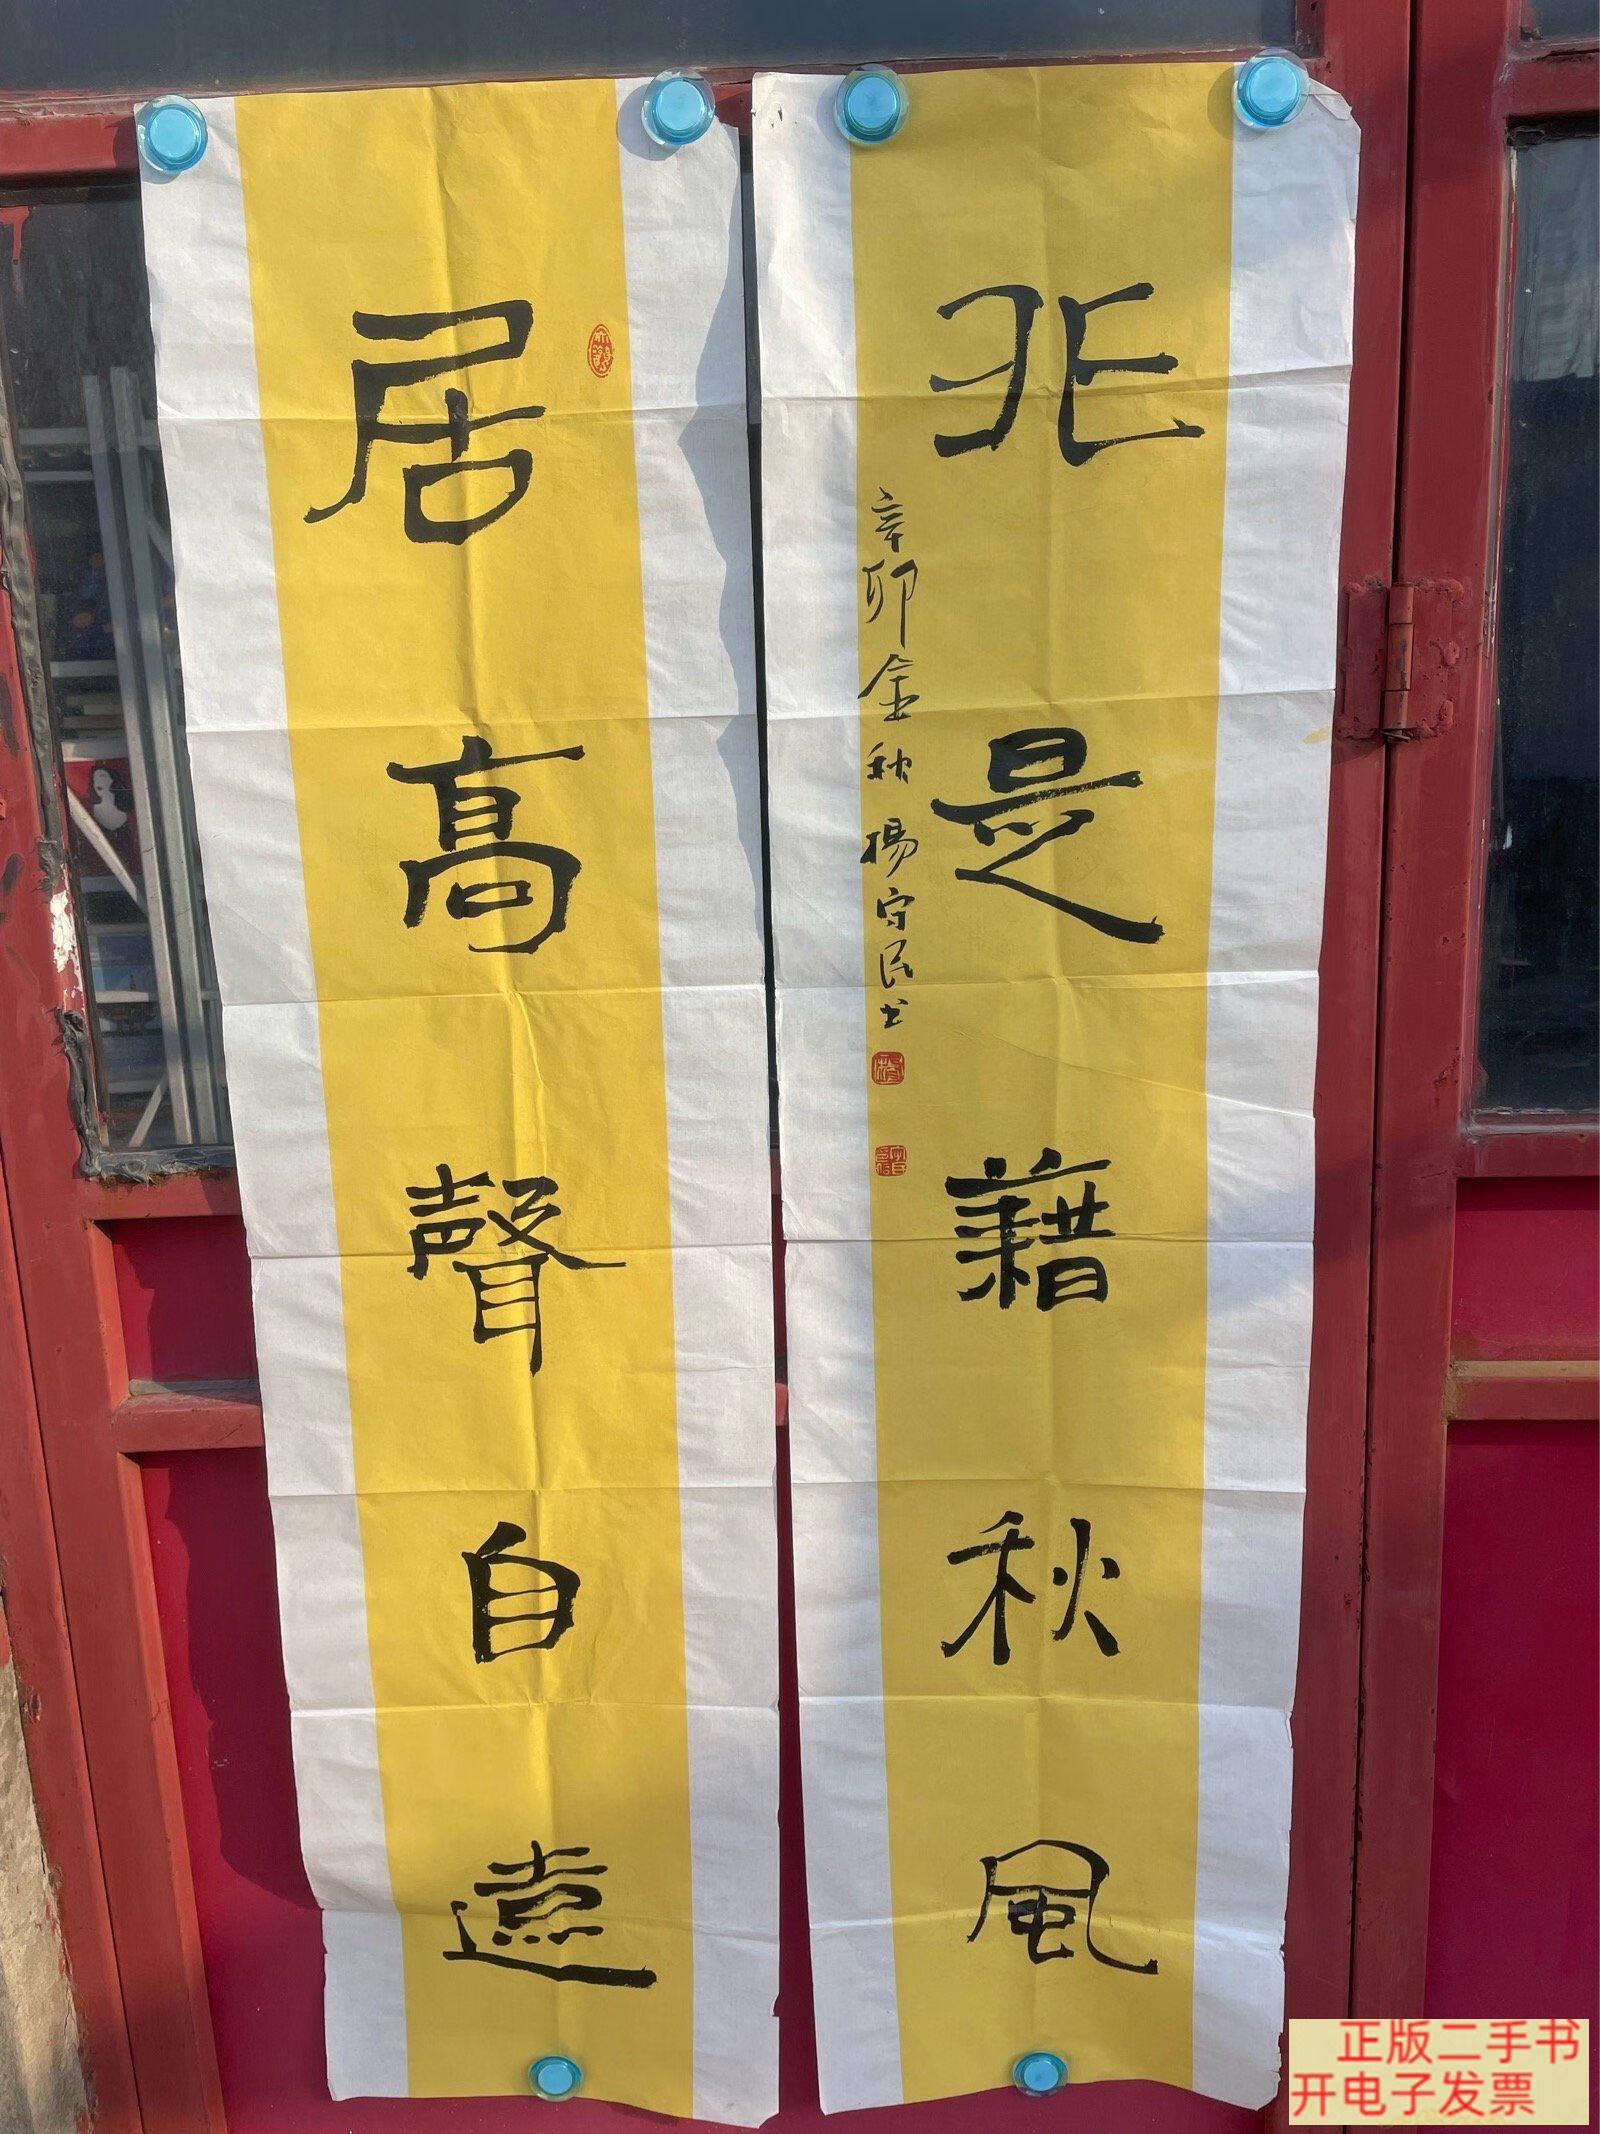 居高聲自遠
非是藉秋風
辛卯金秋楊守民书
正版二手书
开电子发票